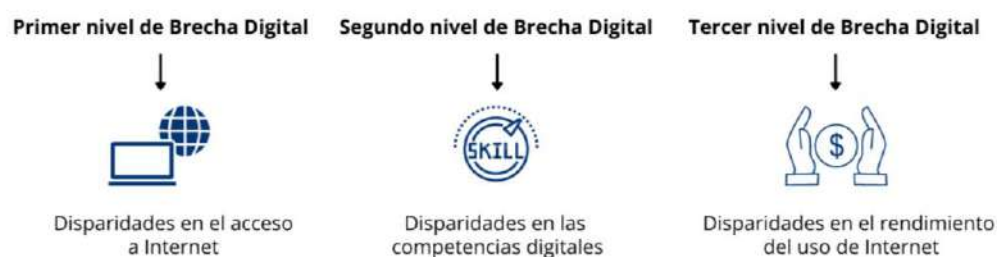 Primer nivel de Brecha Digital
Segundo nivel de Brecha Digital
Tercer nivel de Brecha Digital
SKILL
$
Disparidades en el acceso
a Internet
Disparidades en las
competencias digitales
Disparidades en el rendimiento
del uso de Internet